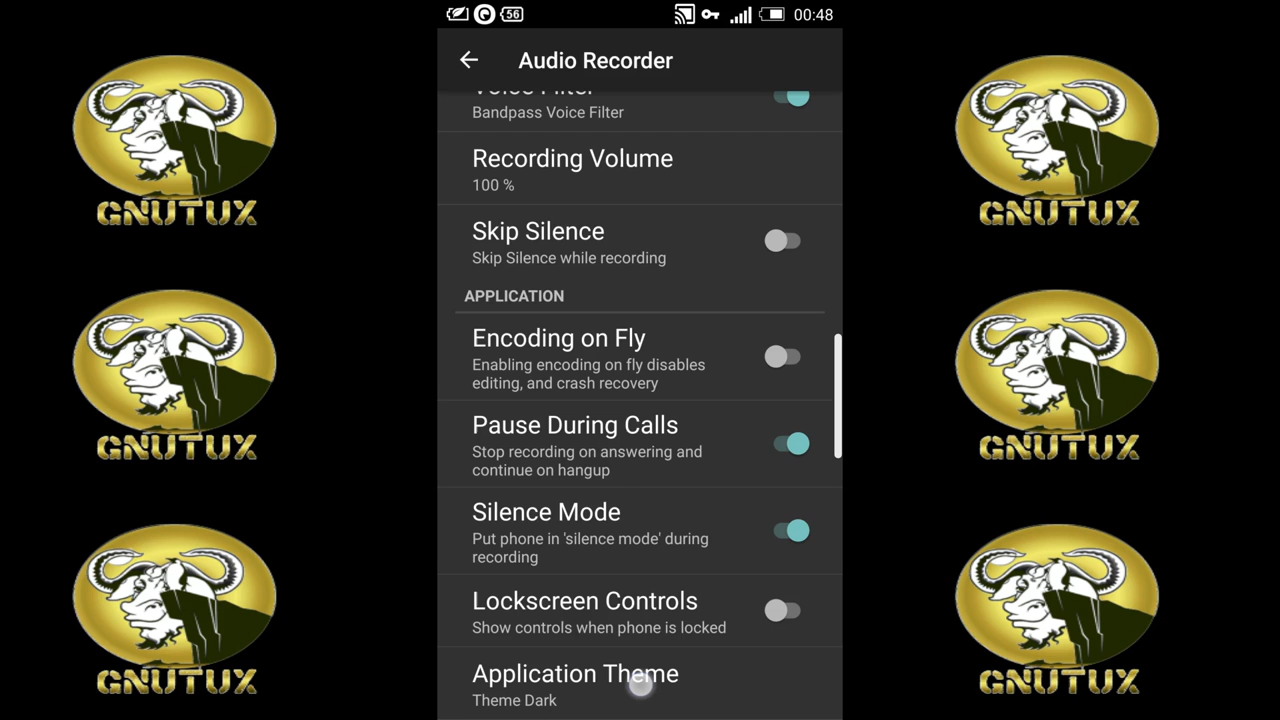 56
00:48
Audio Recorder
Voice Filter
Bandpass Voice Filter
Recording Volume
100 %
Skip Silence
Skip Silence while recording
APPLICATION
Encoding on Fly
Enabling encoding on fly disables
editing, and crash recovery
Pause During Calls
Stop recording on answering and
continue on hangup
Silence Mode
Put phone in 'silence mode' during
recording
Lockscreen Controls
Show controls when phone is locked
Application Theme
Theme Dark
GNUTUX
GNUTUX
GNUTUX
GNUTUX
GNUTUX
GNUTUX